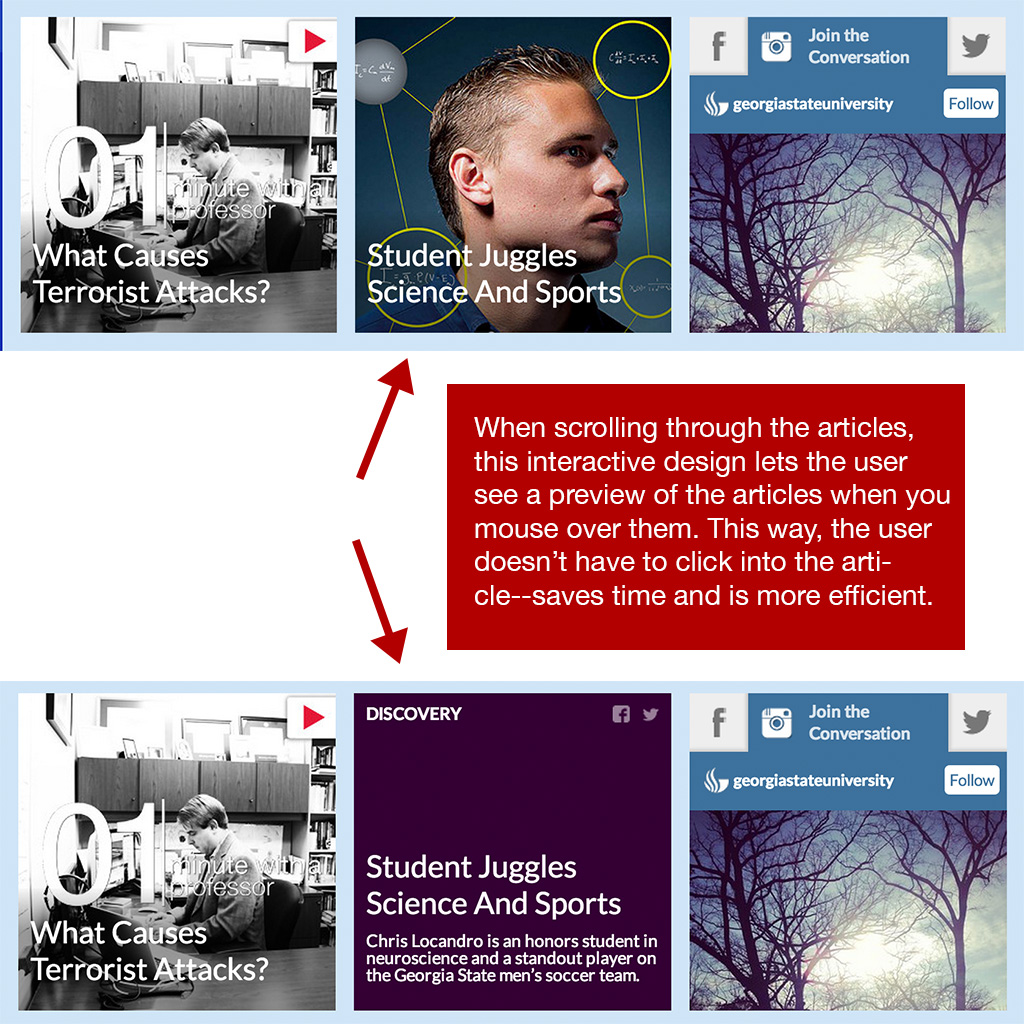 01
minute with a
professor
What Causes
Terrorist Attacks?
Student Juggles
Science And Sports
Join the
Conversation
georgiastateuniversity
Follow
When scrolling through the articles,
this interactive design lets the user
see a preview of the articles when you
mouse over them. This way, the user
doesn’t have to click into the arti-
cle--saves time and is more efficient.
01
minute with a
professor
What Causes
Terrorist Attacks?
DISCOVERY
Student Juggles
Science And Sports
Chris Locandro is an honors student in
neuroscience and a standout player on
the Georgia State men’s soccer team.
Join the
Conversation
georgiastateuniversity
Follow